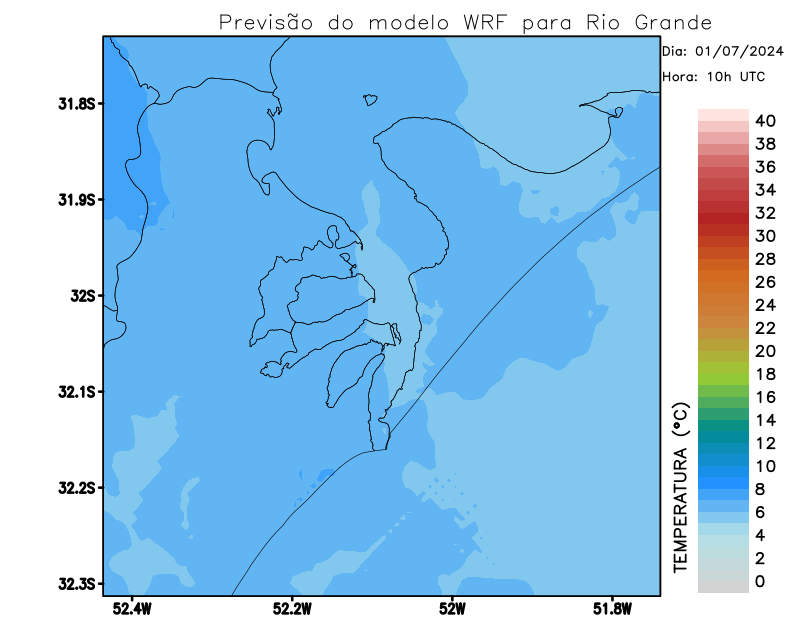 Previsão do modelo WRF para Rio Grande
Dia: 01/07/2024
Hora: 10h UTC
31.8S
31.9S
32S
32.1S
32.2S
32.3S
52.4W
52.2W
52W
51.8W
TEMPERATURA (°C)
40
38
36
34
32
30
28
26
24
22
20
18
16
14
12
10
8
6
4
2
0